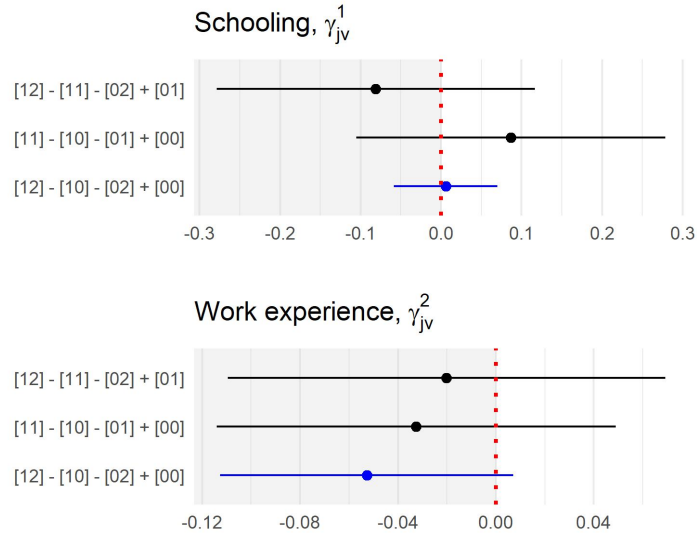 Schooling, γ¹jv
[12] - [11] - [02] + [01]
[11] - [10] - [01] + [00]
[12] - [10] - [02] + [00]
-0.3 -0.2 -0.1 0.0 0.1 0.2 0.3
Work experience, γ²jv
[12] - [11] - [02] + [01]
[11] - [10] - [01] + [00]
[12] - [10] - [02] + [00]
-0.12 -0.08 -0.04 0.00 0.04